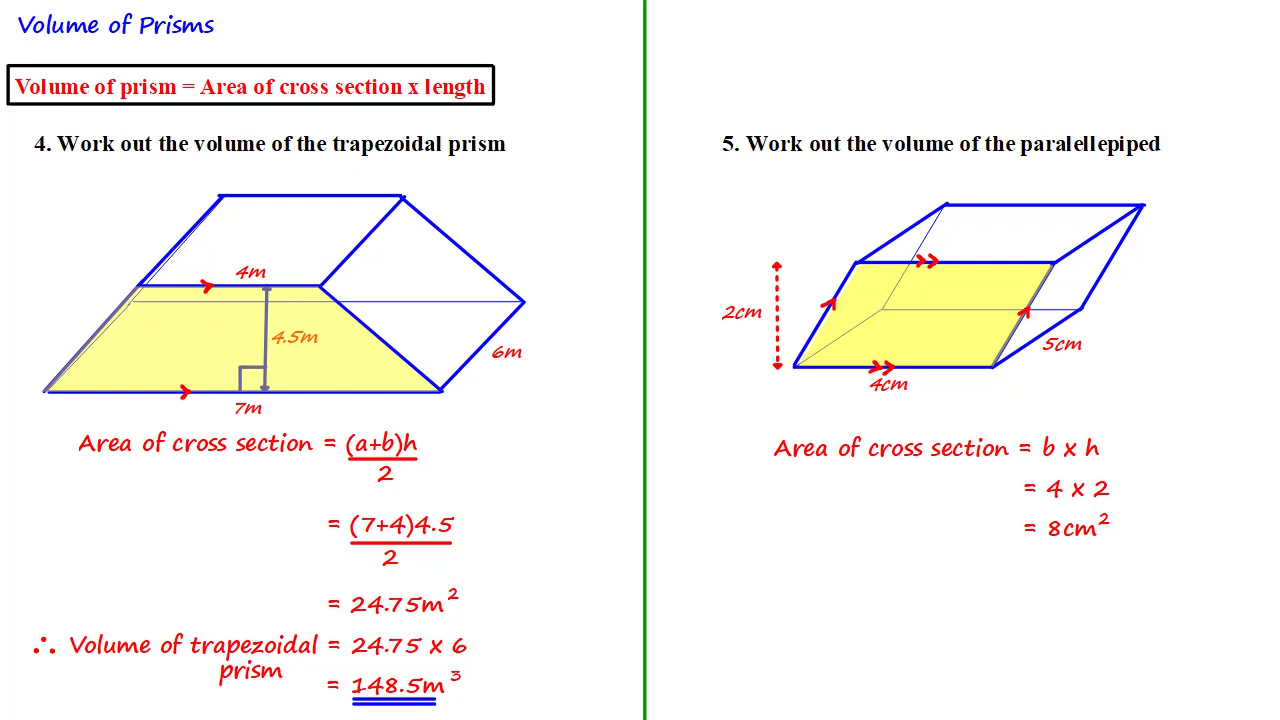 Volume of Prisms
Volume of prism = Area of cross section x length
4. Work out the volume of the trapezoidal prism
4m
4.5m
6m
7m
Area of cross section = (a+b)h
2
= (7+4)4.5
2
= 24.75m²
∴ Volume of trapezoidal = 24.75 x 6
prism
= 148.5m³
5. Work out the volume of the paralellepiped
2cm
5cm
4cm
Area of cross section = b x h
= 4 x 2
= 8cm²